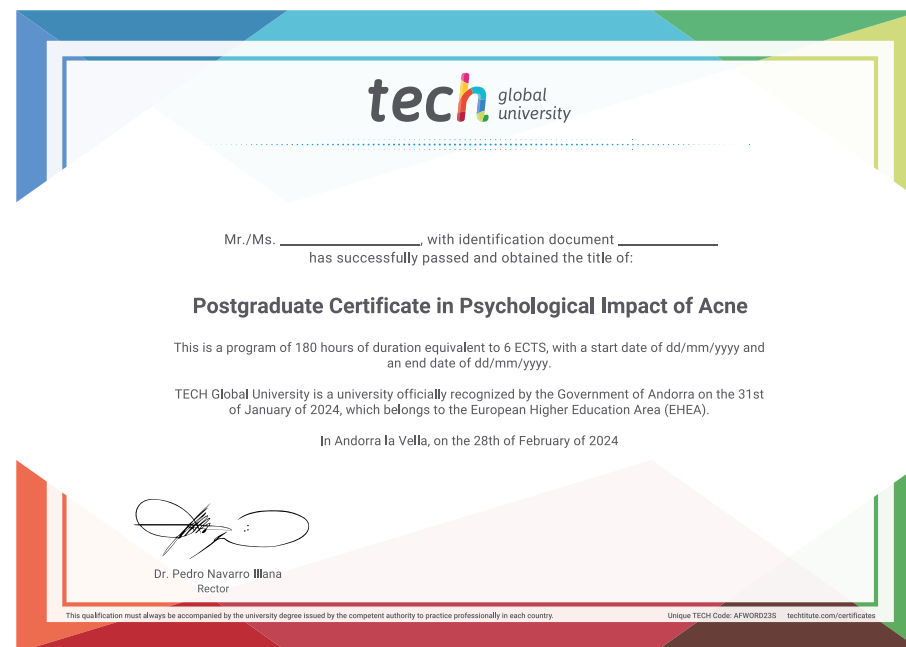 tech global university
Mr./Ms. ____________, with identification document ____________
has successfully passed and obtained the title of:
Postgraduate Certificate in Psychological Impact of Acne
This is a program of 180 hours of duration equivalent to 6 ECTS, with a start date of dd/mm/yyyy and
an end date of dd/mm/yyyy.
TECH Global University is a university officially recognized by the Government of Andorra on the 31st
of January of 2024, which belongs to the European Higher Education Area (EHEA).
In Andorra la Vella, on the 28th of February of 2024
Dr. Pedro Navarro Illana
Rector
This qualification must always be accompanied by the university degree issued by the competent authority to practice professionally in each country.
Unique TECH Code: AFWORD23S techtitute.com/certificates